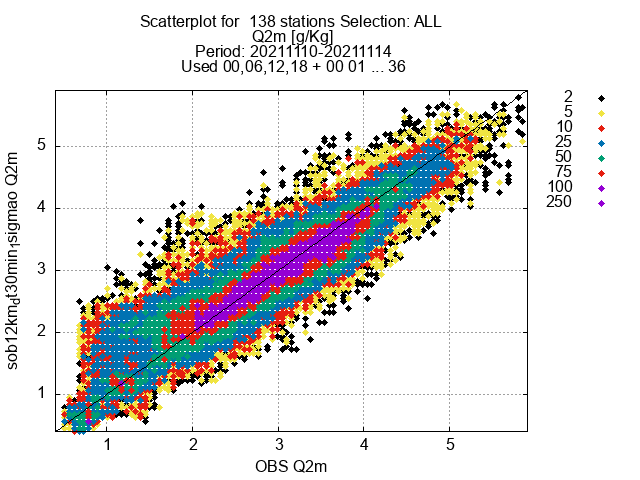 Scatterplot for  138 stations Selection: ALL
Q2m [g/Kg]
Period: 20211110-20211114
Used 00,06,12,18 + 00 01 ... 36
2
5
10
25
50
75
100
250
sob12km_dt30min_1sigmao Q2m
5
4
3
2
1
1 2 3 4 5
OBS Q2m